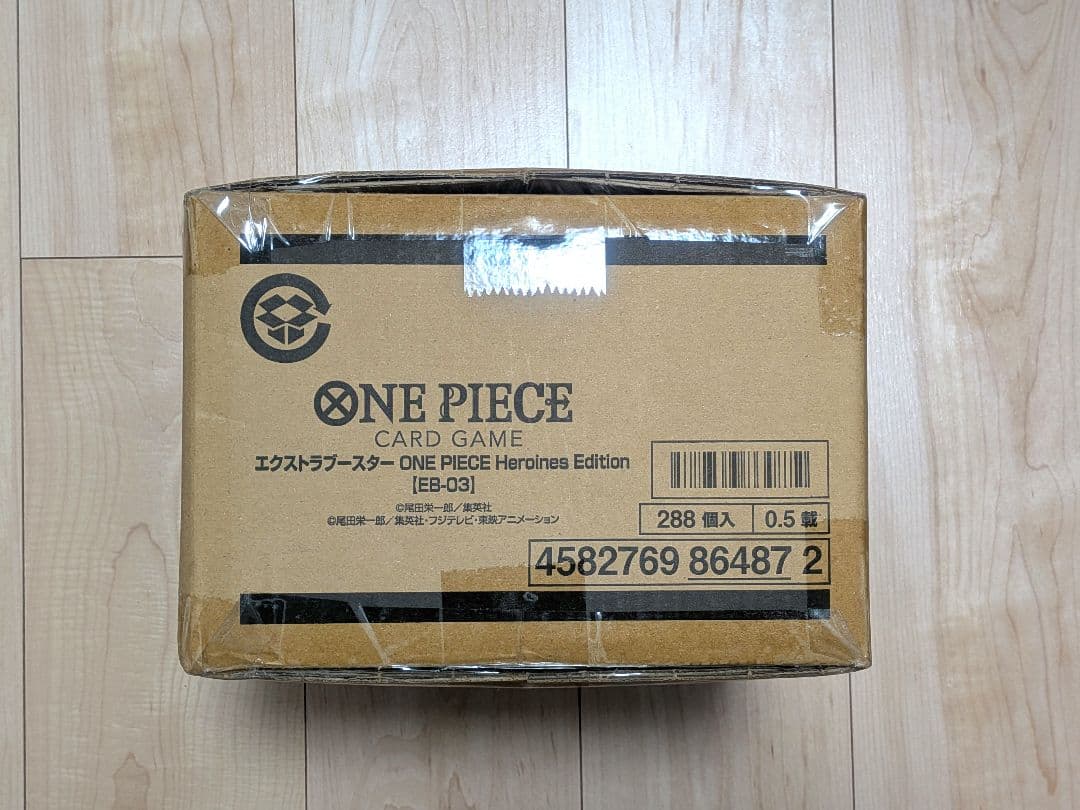 ONE PIECE
CARD GAME
エクストラブースター ONE PIECE Heroines Edition
【EB-03】
©尾田栄一郎／集英社
©尾田栄一郎／集英社・フジテレビ・東映アニメーション
288 個入
0.5 載
4582769 86487 2